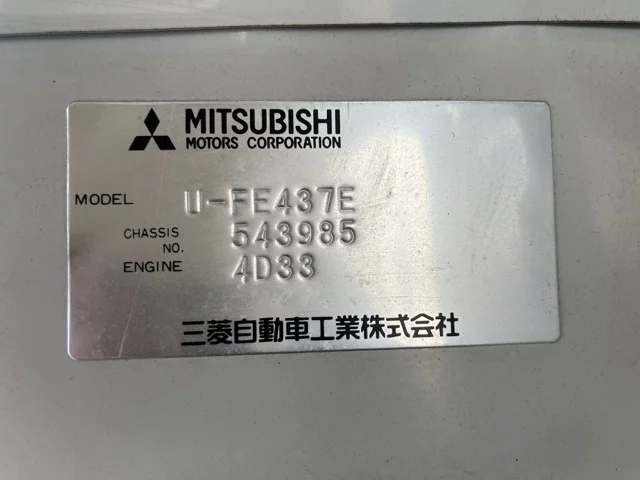 MITSUBISHI
MOTORS CORPORATION
MODEL U-FE437E
CHASSIS NO. 543985
ENGINE 4D33
三菱自動車工業株式会社